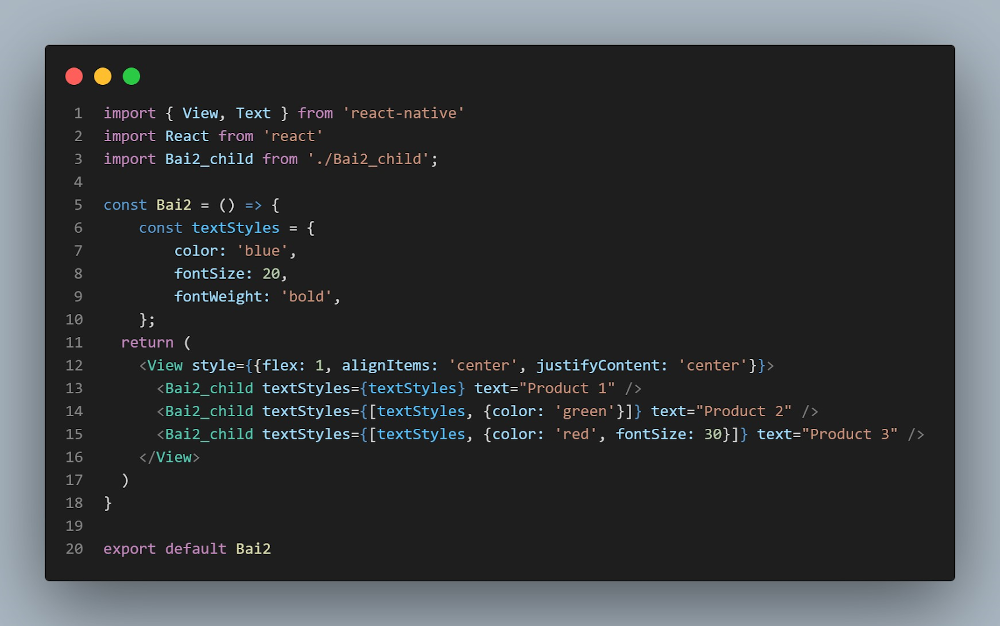 1 import { View, Text } from 'react-native'
2 import React from 'react'
3 import Bai2_child from './Bai2_child';
4
5 const Bai2 = () => {
6     const textStyles = {
7         color: 'blue',
8         fontSize: 20,
9         fontWeight: 'bold',
10     };
11   return (
12     <View style={{flex: 1, alignItems: 'center', justifyContent: 'center'}}>
13       <Bai2_child textStyles={textStyles} text="Product 1" />
14       <Bai2_child textStyles={[textStyles, {color: 'green'}]} text="Product 2" />
15       <Bai2_child textStyles={[textStyles, {color: 'red', fontSize: 30}]} text="Product 3" />
16     </View>
17   )
18 }
19
20 export default Bai2